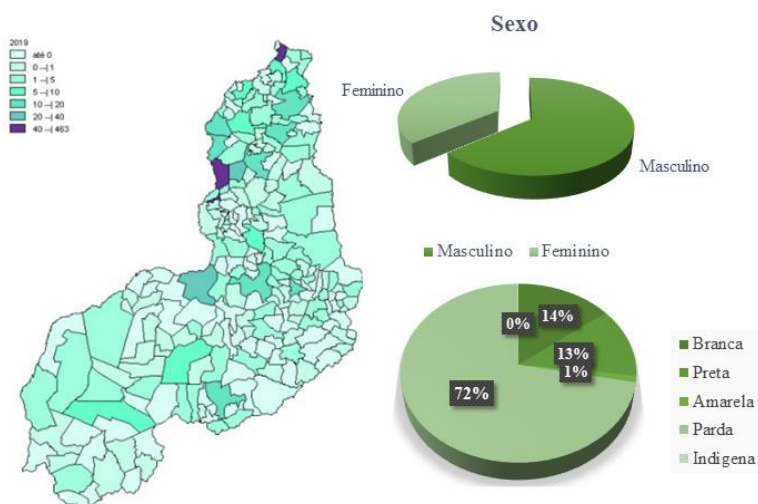 2019
até 0
0 --| 1
1 --| 5
5 --| 10
10 --| 20
20 --| 40
40 --| 463
Sexo
Feminino
Masculino
Masculino Feminino
0%
14%
13%
1%
72%
Branca
Preta
Amarela
Parda
Indigena